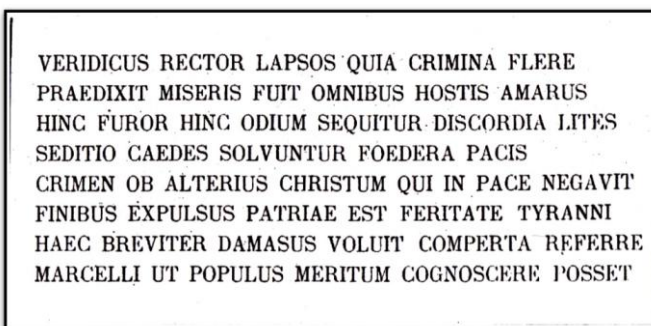 VERIDICUS RECTOR LAPSOS QUIA CRIMINA FLERE
PRAEDIXIT MISERIS FUIT OMNIBUS HOSTIS AMARUS
HINC FUROR HINC ODIUM SEQUITUR DISCORDIA LITES
SEDITIO CAEDES SOLVUNTUR FOEDERA PACIS
CRIMEN OB ALTERIUS CHRISTUM QUI IN PACE NEGAVIT
FINIBUS EXPULSUS PATRIAE EST FERITATE TYRANNI
HAEC BREVITER DAMASUS VOLUIT COMPERTA REFERRE
MARCELLI UT POPULUS MERITUM COGNOSCERE POSSET